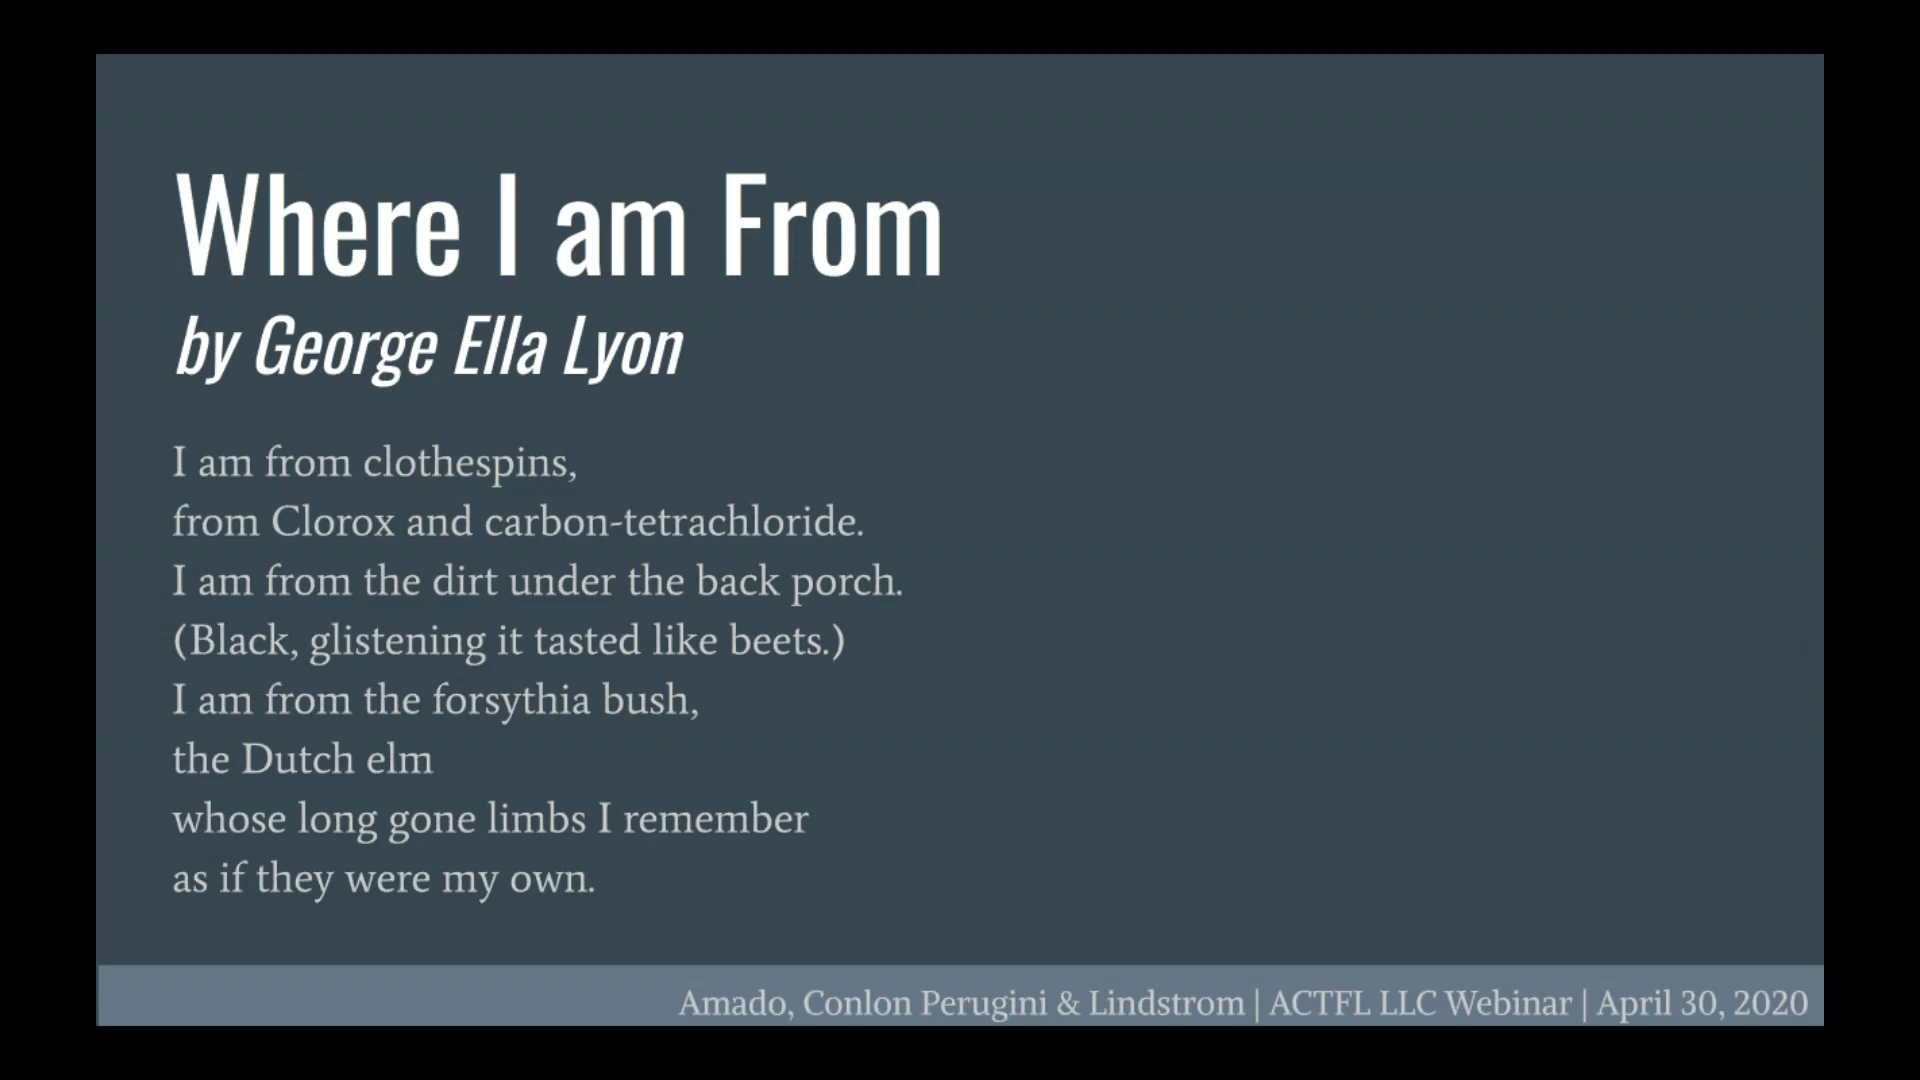 Where I am From
by George Ella Lyon
I am from clothespins,
from Clorox and carbon-tetrachloride.
I am from the dirt under the back porch.
(Black, glistening it tasted like beets.)
I am from the forsythia bush,
the Dutch elm
whose long gone limbs I remember
as if they were my own.
Amado, Conlon Perugini & Lindstrom | ACTFL LLC Webinar | April 30, 2020